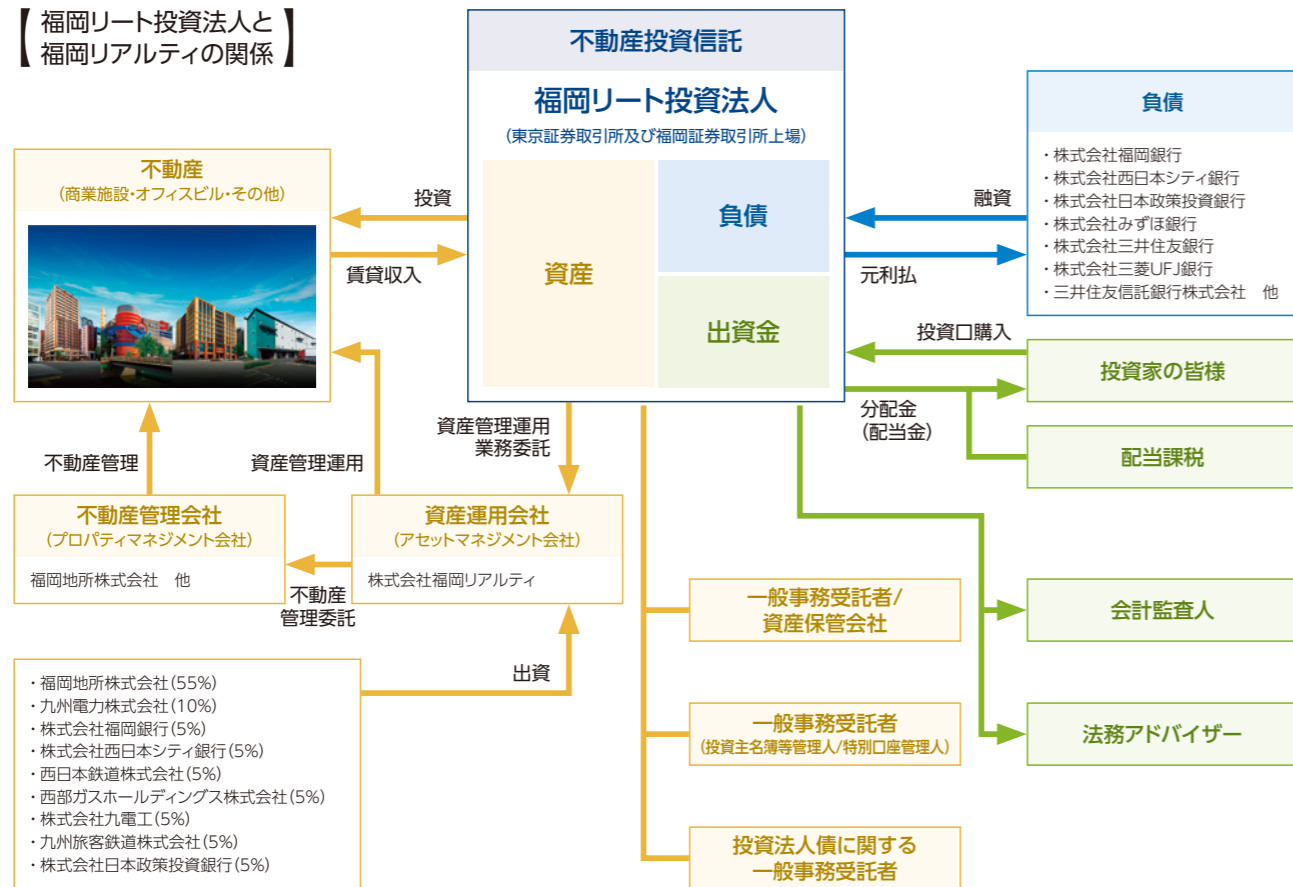 【福岡リート投資法人と
福岡リアルティの関係】
不動産投資信託
福岡リート投資法人
(東京証券取引所及び福岡証券取引所上場)
資産
負債
出資金
不動産
(商業施設・オフィスビル・その他)
投資
賃貸収入
融資
元利払
負債
・株式会社福岡銀行
・株式会社西日本シティ銀行
・株式会社日本政策投資銀行
・株式会社みずほ銀行
・株式会社三井住友銀行
・株式会社三菱UFJ銀行
・三井住友信託銀行株式会社　他
投資口購入
投資家の皆様
分配金
(配当金)
配当課税
資産管理運用
業務委託
不動産管理
資産管理運用
不動産管理会社
(プロパティマネジメント会社)
福岡地所株式会社　他
資産運用会社
(アセットマネジメント会社)
株式会社福岡リアルティ
不動産
管理委託
出資
・福岡地所株式会社(55%)
・九州電力株式会社(10%)
・株式会社福岡銀行(5%)
・株式会社西日本シティ銀行(5%)
・西日本鉄道株式会社(5%)
・西部ガスホールディングス株式会社(5%)
・株式会社九電工(5%)
・九州旅客鉄道株式会社(5%)
・株式会社日本政策投資銀行(5%)
一般事務受託者/
資産保管会社
一般事務受託者
(投資主名簿等管理人/特別口座管理人)
投資法人債に関する
一般事務受託者
会計監査人
法務アドバイザー